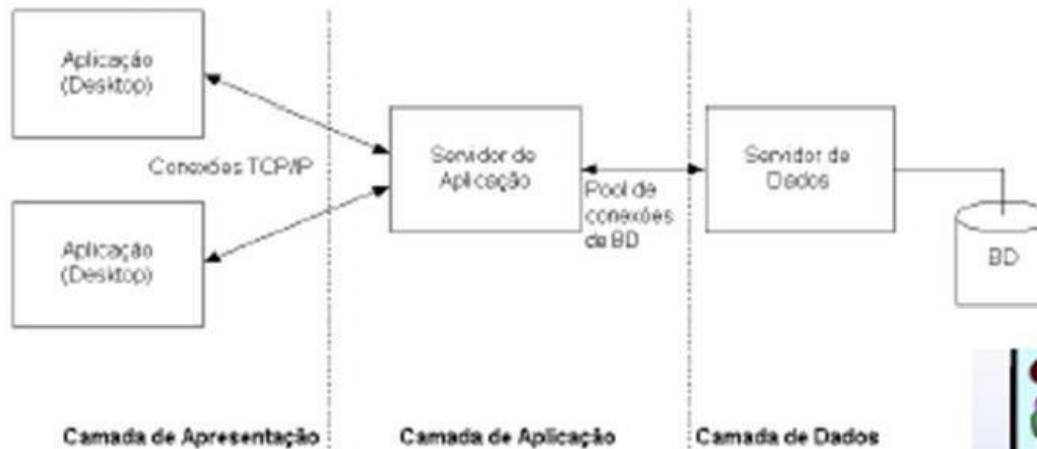 Aplicação
(Desktop)
Conexões TCP/IP
Aplicação
(Desktop)
Servidor de
Aplicação
Pool de
conexões
de BD
Servidor de
Dados
BD
Camada de Apresentação
Camada de Aplicação
Camada de Dados